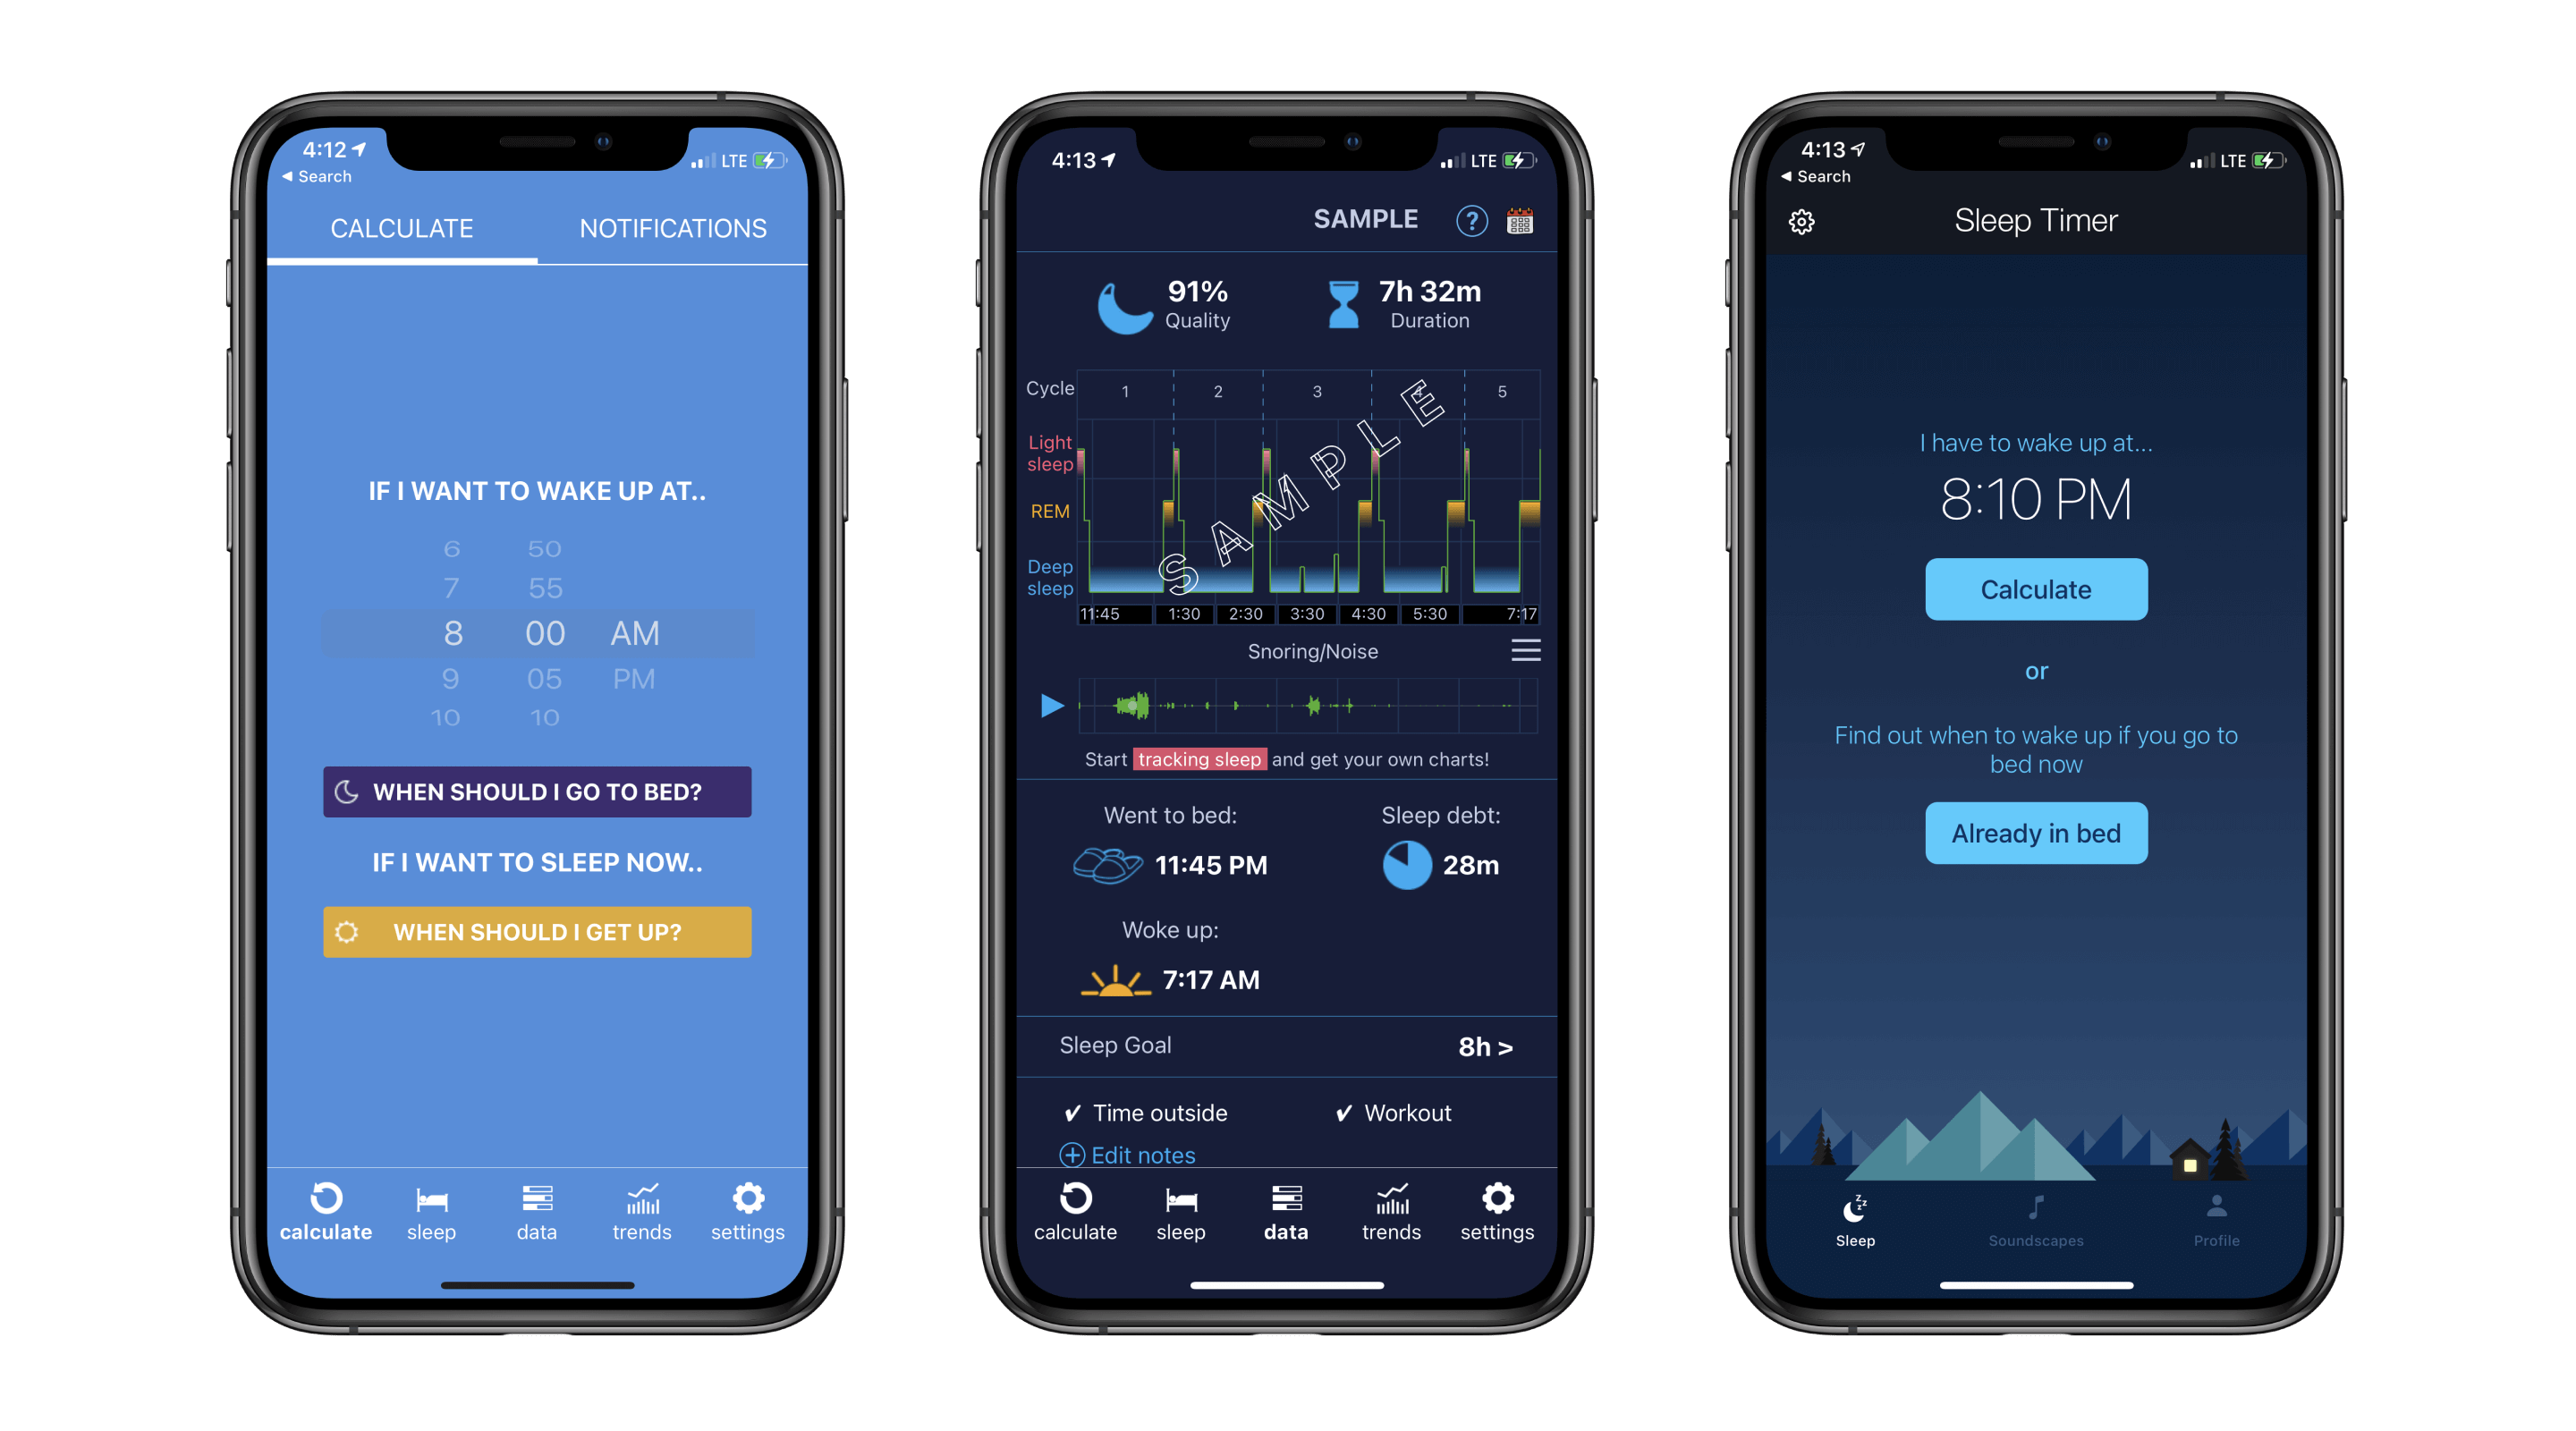 4:12
LTE
◀ Search
CALCULATE
NOTIFICATIONS
IF I WANT TO WAKE UP AT..
6 50
7 55
8 00 AM
9 05 PM
10 10
WHEN SHOULD I GO TO BED?
IF I WANT TO SLEEP NOW..
WHEN SHOULD I GET UP?
calculate
sleep
data
trends
settings
4:13
LTE
SAMPLE
?
91%
Quality
7h 32m
Duration
Cycle 1 2 3 4 5
Light
sleep
REM
Deep
sleep
SAMPLE
11:45 1:30 2:30 3:30 4:30 5:30 7:17
Snoring/Noise
Start tracking sleep and get your own charts!
Went to bed:
11:45 PM
Sleep debt:
28m
Woke up:
7:17 AM
Sleep Goal
8h >
✓ Time outside
✓ Workout
Edit notes
calculate
sleep
data
trends
settings
4:13
LTE
◀ Search
Sleep Timer
I have to wake up at...
8:10 PM
Calculate
or
Find out when to wake up if you go to
bed now
Already in bed
zzz
Sleep
Soundscapes
Profile